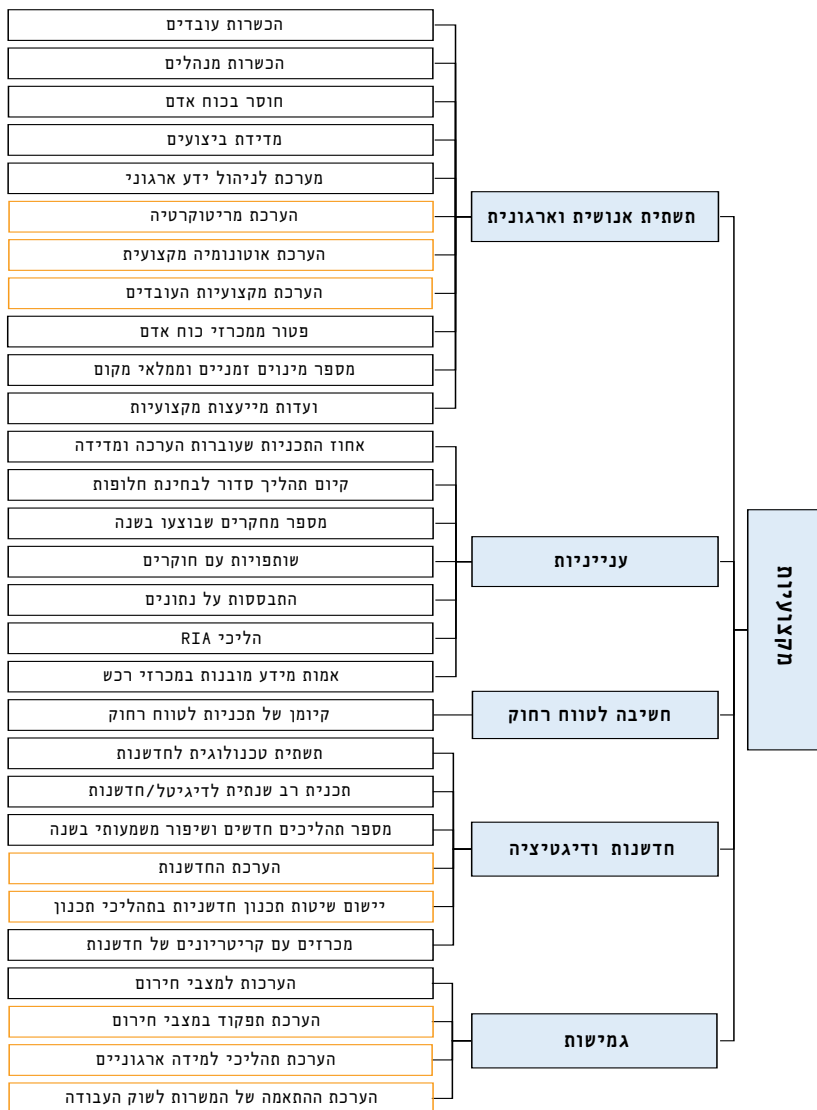 מקצועיות
תשתית אנושית וארגונית
הכשרות עובדים
הכשרות מנהלים
חוסר בכוח אדם
מדידת ביצועים
מערכת לניהול ידע ארגוני
הערכת מריטוקרטיה
הערכת אוטונומיה מקצועית
הערכת מקצועיות העובדים
פטור ממכרזי כוח אדם
מספר מינוים זמניים וממלאי מקום
ועדות מייעצות מקצועיות
ענייניות
אחוז התכניות שעוברות הערכה ומדידה
קיום תהליך סדור לבחינת חלופות
מספר מחקרים שבוצעו בשנה
שותפויות עם חוקרים
התבססות על נתונים
הליכי RIA
אמות מידע מובנות במכרזי רכש
חשיבה לטווח רחוק
קיומן של תכניות לטווח רחוק
חדשנות ודיגטיציה
תשתית טכנולוגית לחדשנות
תכנית רב שנתית לדיגיטל/חדשנות
מספר תהליכים חדשים ושיפור משמעותי בשנה
הערכת החדשנות
יישום שיטות תכנון חדשניות בתהליכי תכנון
מכרזים עם קריטריונים של חדשנות
גמישות
הערכות למצבי חירום
הערכת תפקוד במצבי חירום
הערכת תהליכי למידה ארגוניים
הערכת ההתאמה של המשרות לשוק העבודה